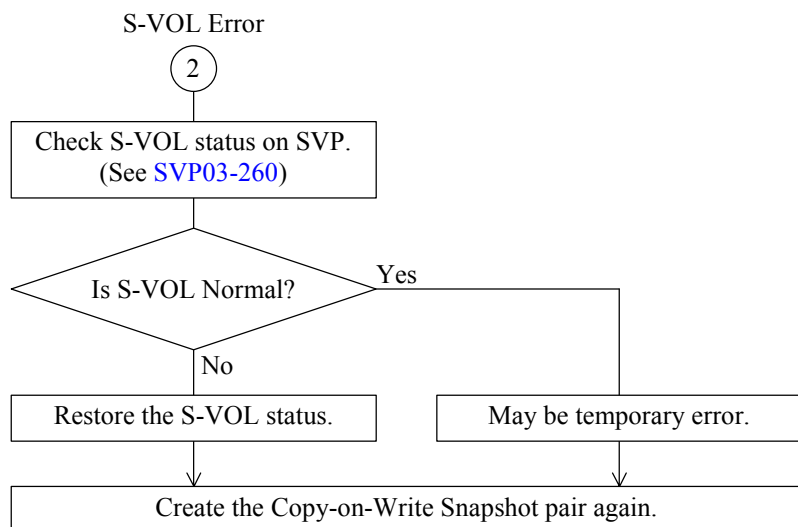 S-VOL Error
2
Check S-VOL status on SVP.
(See SVP03-260)
Is S-VOL Normal?
Yes
No
Restore the S-VOL status.
May be temporary error.
Create the Copy-on-Write Snapshot pair again.